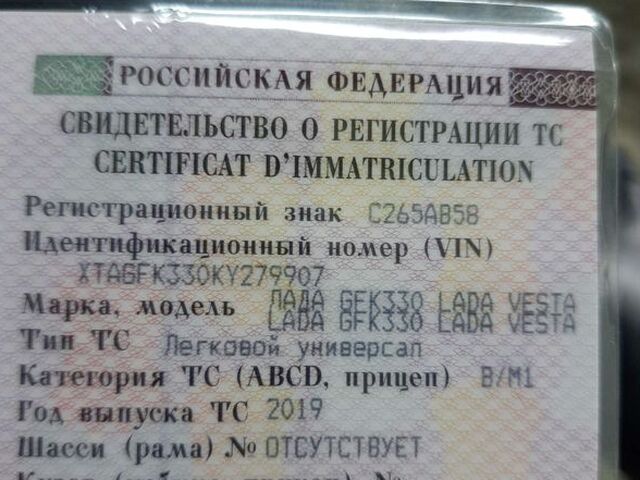 РОССИЙСКАЯ ФЕДЕРАЦИЯ
СВИДЕТЕЛЬСТВО О РЕГИСТРАЦИИ ТС
CERTIFICAT D'IMMATRICULATION
Регистрационный знак С265АВ58
Идентификационный номер (VIN)
XTAGFK330KY279907
Марка, модель ЛАДА GFK330 LADA VESTA
LADA GFK330 LADA VESTA
Тип ТС Легковой универсал
Категория ТС (ABCD, прицеп) B/M1
Год выпуска ТС 2019
Шасси (рама) № ОТСУТСТВУЕТ